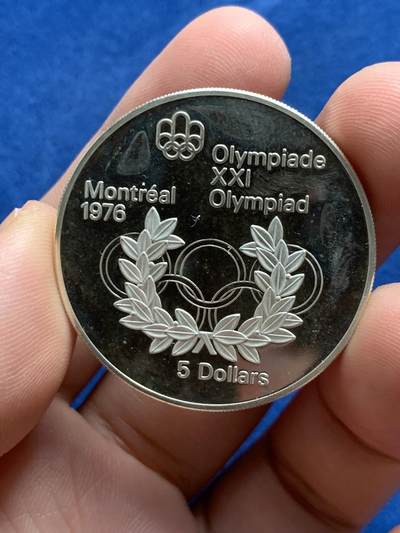 Olympiade
XXI
Olympiad
Montréal
1976
5 Dollars